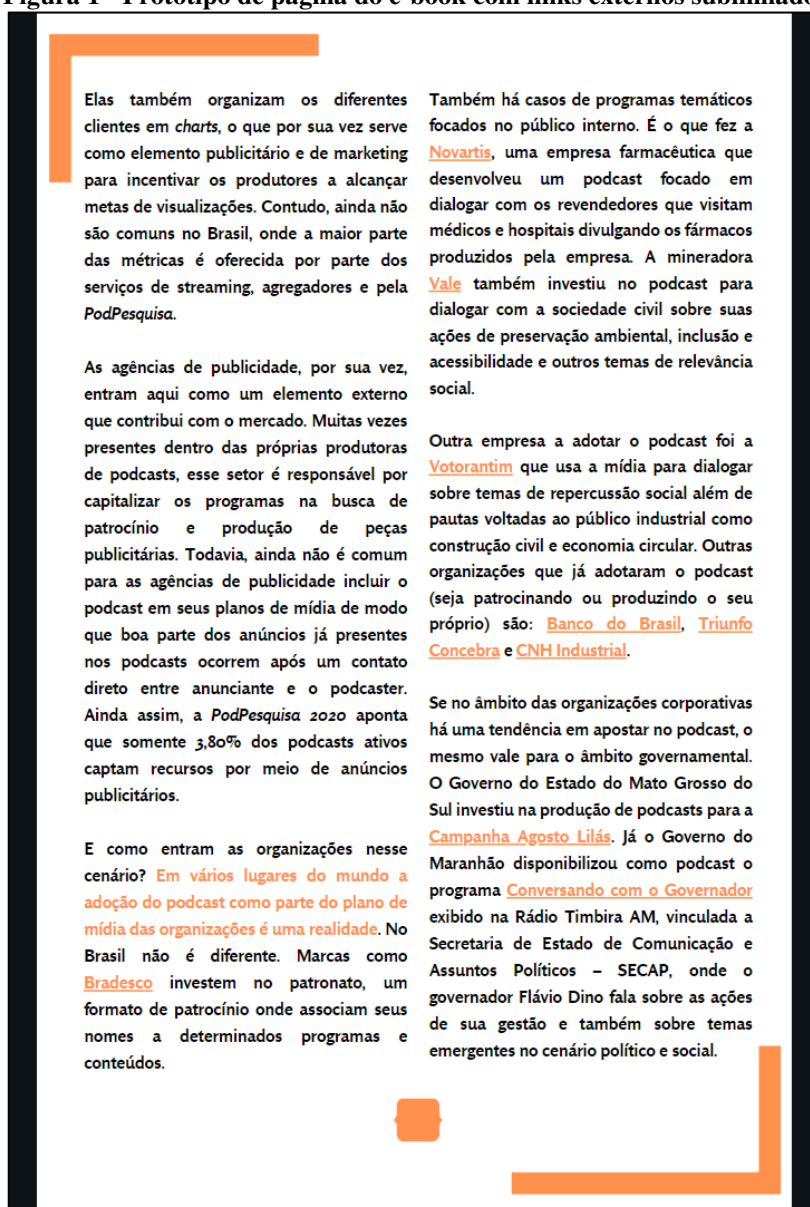 Figura 1 - Protótipo de página do e-book com links externos sublinhado
Elas também organizam os diferentes
clientes em charts, o que por sua vez serve
como elemento publicitário e de marketing
para incentivar os produtores a alcançar
metas de visualizações. Contudo, ainda não
são comuns no Brasil, onde a maior parte
das métricas é oferecida por parte dos
serviços de streaming, agregadores e pela
PodPesquisa.
As agências de publicidade, por sua vez,
entram aqui como um elemento externo
que contribui com o mercado. Muitas vezes
presentes dentro das próprias produtoras
de podcasts, esse setor é responsável por
capitalizar os programas na busca de
patrocínio e produção de peças
publicitárias. Todavia, ainda não é comum
para as agências de publicidade incluir o
podcast em seus planos de mídia de modo
que boa parte dos anúncios já presentes
nos podcasts ocorrem após um contato
direto entre anunciante e o podcaster.
Ainda assim, a PodPesquisa 2020 aponta
que somente 3,80% dos podcasts ativos
captam recursos por meio de anúncios
publicitários.
E como entram as organizações nesse
cenário? Em vários lugares do mundo a
adoção do podcast como parte do plano de
mídia das organizações é uma realidade. No
Brasil não é diferente. Marcas como
Bradesco investem no patronato, um
formato de patrocínio onde associam seus
nomes a determinados programas e
conteúdos.
Também há casos de programas temáticos
focados no público interno. É o que fez a
Novartis, uma empresa farmacêutica que
desenvolveu um podcast focado em
dialogar com os revendedores que visitam
médicos e hospitais divulgando os fármacos
produzidos pela empresa. A mineradora
Vale também investiu no podcast para
dialogar com a sociedade civil sobre suas
ações de preservação ambiental, inclusão e
acessibilidade e outros temas de relevância
social.
Outra empresa a adotar o podcast foi a
Votorantim que usa a mídia para dialogar
sobre temas de repercussão social além de
pautas voltadas ao público industrial como
construção civil e economia circular. Outras
organizações que já adotaram o podcast
(seja patrocinando ou produzindo o seu
próprio) são: Banco do Brasil, Triunfo
Concebra e CNH Industrial.
Se no âmbito das organizações corporativas
há uma tendência em apostar no podcast, o
mesmo vale para o âmbito governamental.
O Governo do Estado do Mato Grosso do
Sul investiu na produção de podcasts para a
Campanha Agosto Lilás. Já o Governo do
Maranhão disponibilizou como podcast o
programa Conversando com o Governador
exibido na Rádio Timbira AM, vinculada a
Secretaria de Estado de Comunicação e
Assuntos Políticos – SECAP, onde o
governador Flávio Dino fala sobre as ações
de sua gestão e também sobre temas
emergentes no cenário político e social.